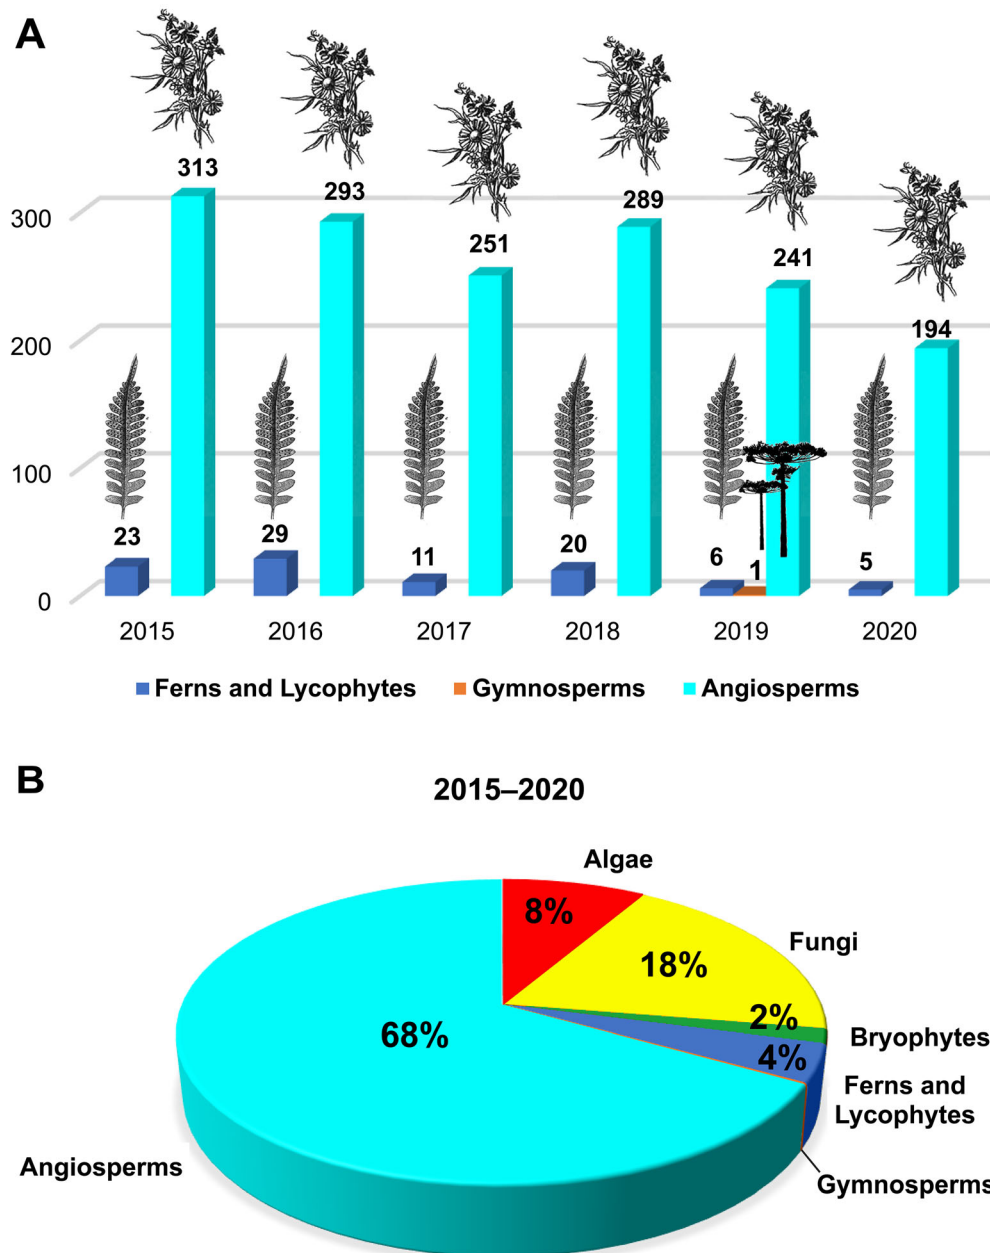 A
313
293
251
289
241
194
300
200
100
0
23
29
11
20
6
1
5
2015
2016
2017
2018
2019
2020
Ferns and Lycophytes
Gymnosperms
Angiosperms
B
2015–2020
Algae
8%
Fungi
18%
2%
Bryophytes
68%
4%
Ferns and
Lycophytes
Angiosperms
Gymnosperms